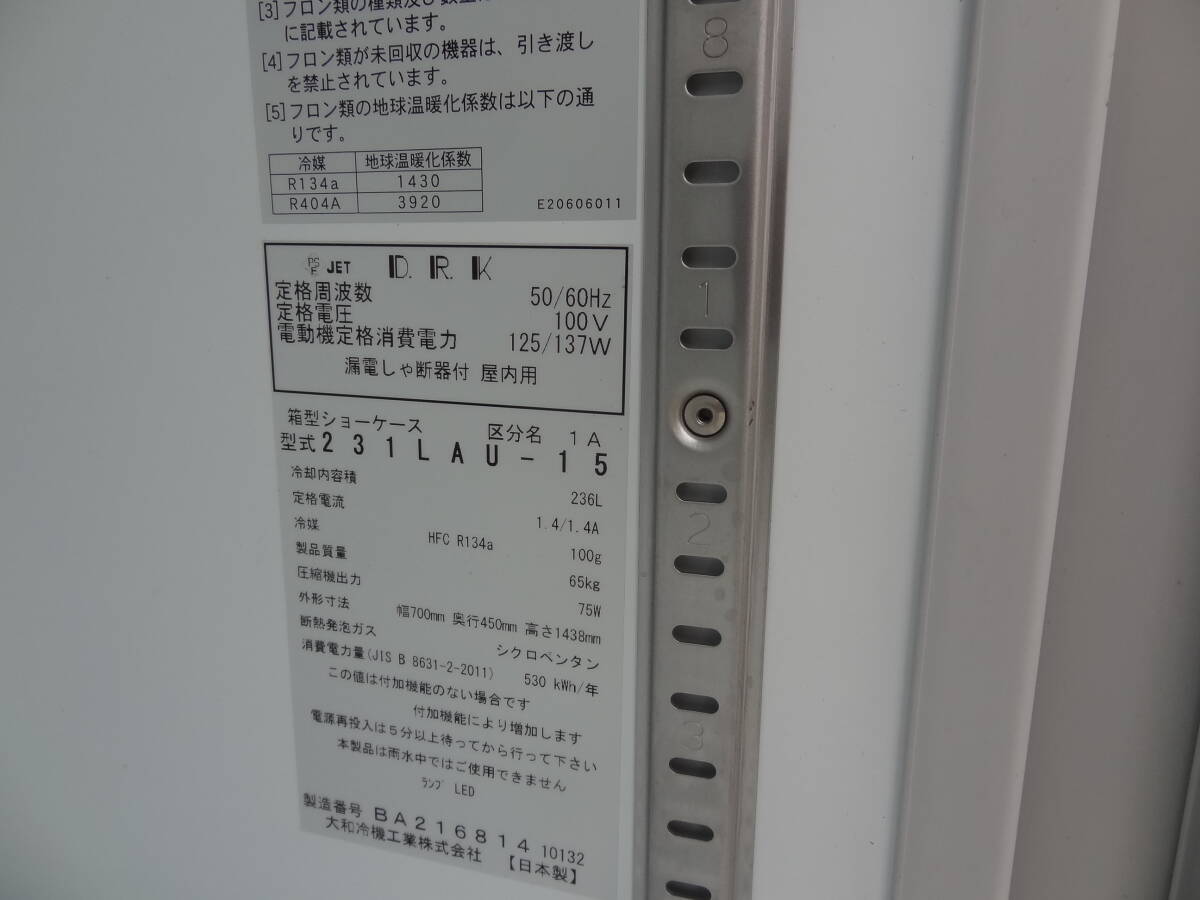 [3] フロン類の種類及び数量は
に記載されています。
[4] フロン類が未回収の機器は、引き渡し
を禁止されています。
[5] フロン類の地球温暖化係数は以下の通
りです。
冷媒 地球温暖化係数
R134a 1430
R404A 3920
E20606011
PS E JET D.R.K
定格周波数 50/60Hz
定格電圧 100V
電動機定格消費電力 125/137W
漏電しゃ断器付 屋内用
箱型ショーケース 区分名 1A
型式 231LAU-15
冷却内容積 236L
定格電流 1.4/1.4A
冷媒 HFC R134a 100g
製品質量 65kg
圧縮機出力 75W
外形寸法 幅700mm 奥行450mm 高さ1438mm
断熱発泡ガス シクロペンタン
消費電力量(JIS B 8631-2-2011) 530 kWh/年
この値は付加機能のない場合です
付加機能により増加します
電源再投入は5分以上待ってから行って下さい
本製品は雨水中ではご使用できません
ランプ LED
製造番号 BA216814 10132
大和冷機工業株式会社 【日本製】
8
1
2
3